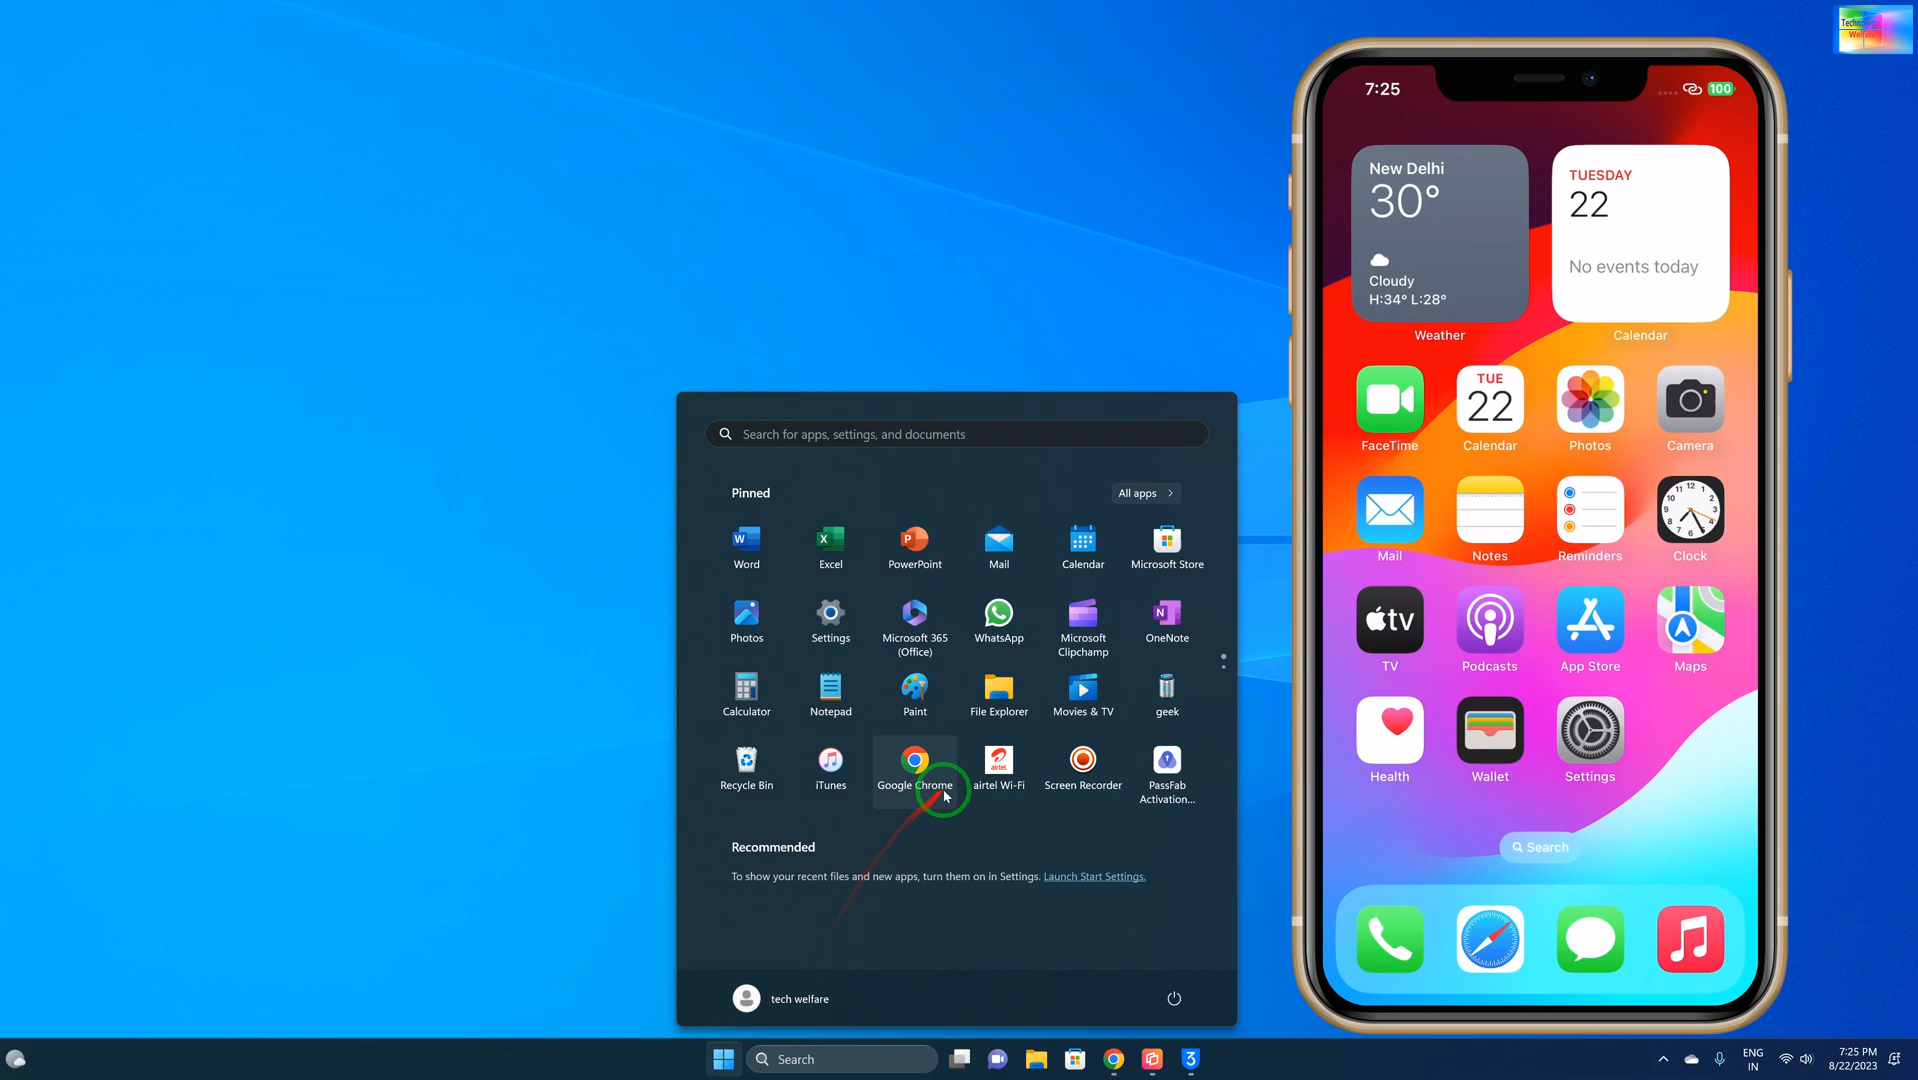 Technology
Welfare
7:25
100
New Delhi
30°
Cloudy
H:34° L:28°
Weather
TUESDAY
22
No events today
Calendar
TUE
22
FaceTime
Calendar
Photos
Camera
Mail
Notes
Reminders
Clock
tv
TV
Podcasts
App Store
Maps
Health
Wallet
Settings
Search
Search for apps, settings, and documents
Pinned
All apps
Word
Excel
PowerPoint
Mail
Calendar
Microsoft Store
Photos
Settings
Microsoft 365
(Office)
WhatsApp
Microsoft
Clipchamp
OneNote
Calculator
Notepad
Paint
File Explorer
Movies & TV
geek
Recycle Bin
iTunes
Google Chrome
airtel
airtel Wi-Fi
Screen Recorder
PassFab
Activation...
Recommended
To show your recent files and new apps, turn them on in Settings. Launch Start Settings.
tech welfare
Search
ENG
IN
7:25 PM
8/22/2023